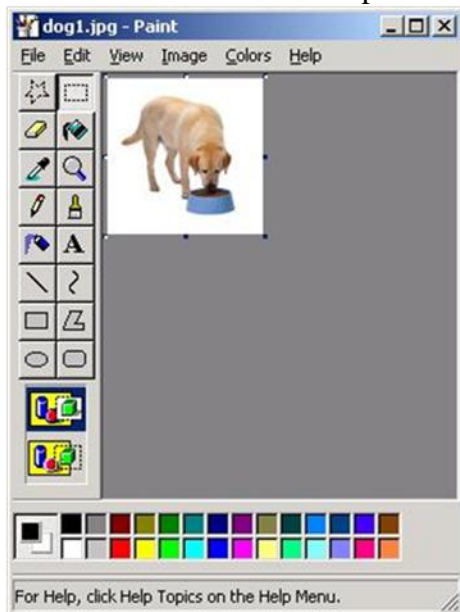 dog1.jpg - Paint
File Edit View Image Colors Help
A
For Help, click Help Topics on the Help Menu.